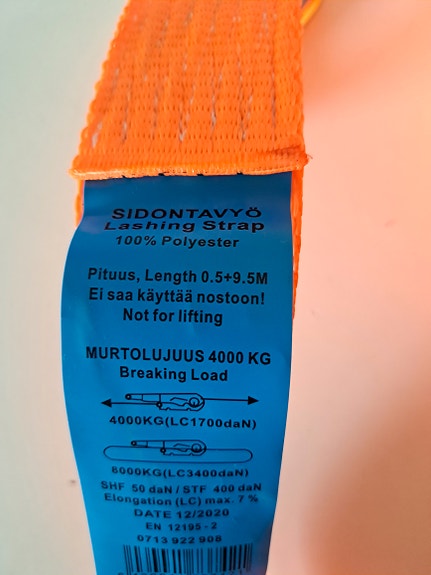 SIDONTAVYÖ
Lashing Strap
100% Polyester
Pituus, Length 0.5+9.5M
Ei saa käyttää nostoon!
Not for lifting
MURTOLUJUUS 4000 KG
Breaking Load
4000KG(LC1700daN)
8000KG(LC3400daN)
SHF 50 daN / STF 400 daN
Elongation (LC) max. 7 %
DATE 12/2020
EN 12195 - 2
0713 922 908